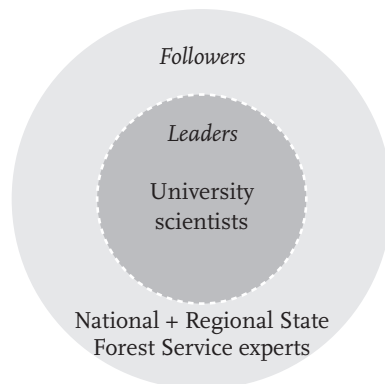 Followers
Leaders
University
scientists
National + Regional State
Forest Service experts